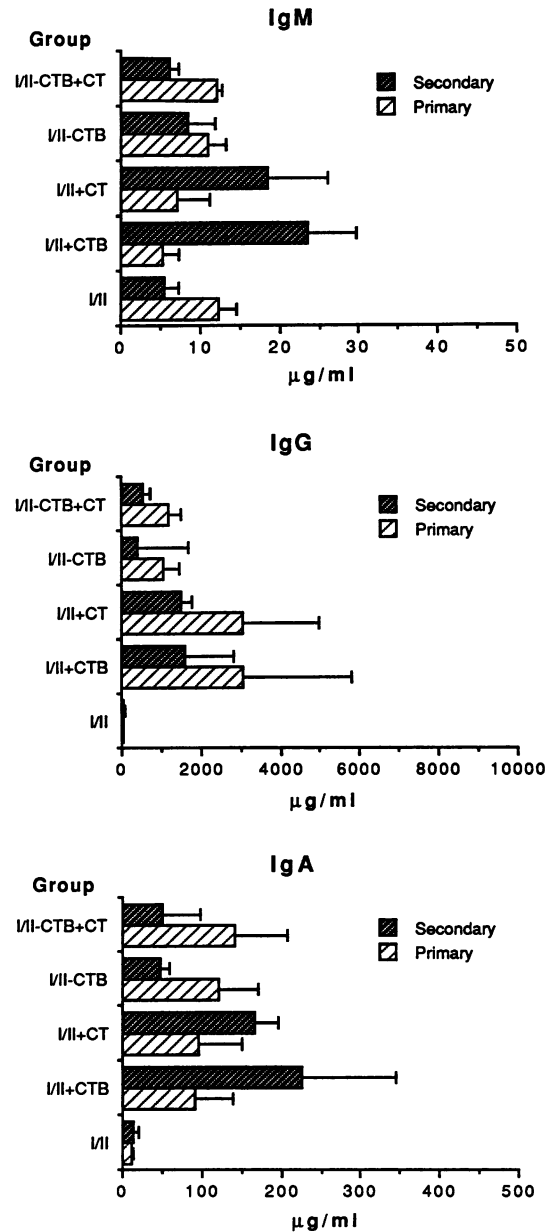 IgM
Group
I/II-CTB+CT
I/II-CTB
I/II+CT
I/II+CTB
I/II
Secondary
Primary
0 10 20 30 40 50
µg/ml
IgG
Group
I/II-CTB+CT
I/II-CTB
I/II+CT
I/II+CTB
I/II
Secondary
Primary
0 2000 4000 6000 8000 10000
µg/ml
IgA
Group
I/II-CTB+CT
I/II-CTB
I/II+CT
I/II+CTB
I/II
Secondary
Primary
0 100 200 300 400 500
µg/ml